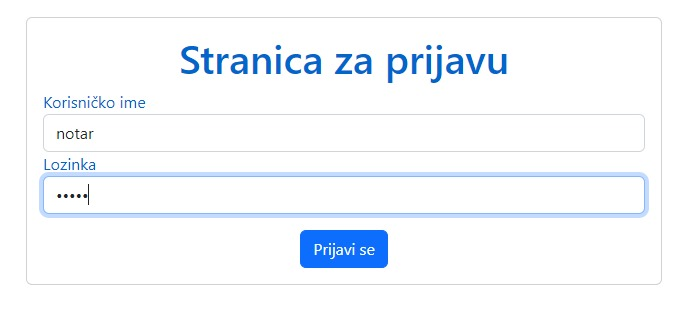 Stranica za prijavu
Korisničko ime
notar
Lozinka
•••••
Prijavi se